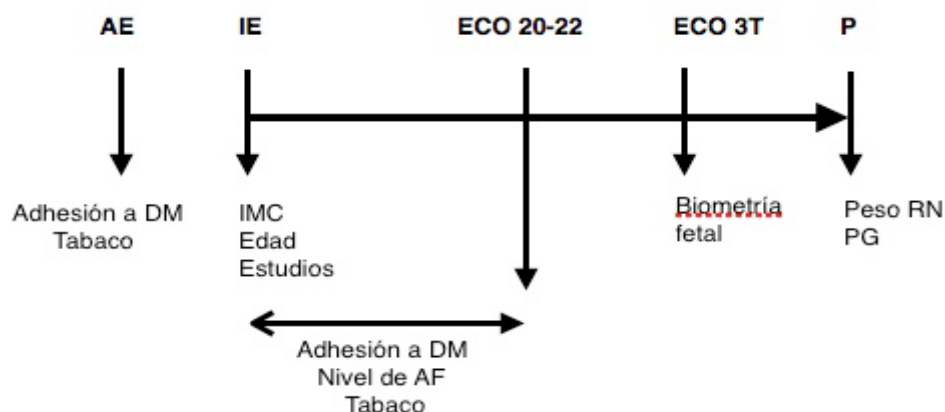 AE IE ECO 20-22 ECO 3T P
Adhesión a DM
Tabaco
IMC
Edad
Estudios
Biometría
fetal
Peso RN
PG
Adhesión a DM
Nivel de AF
Tabaco